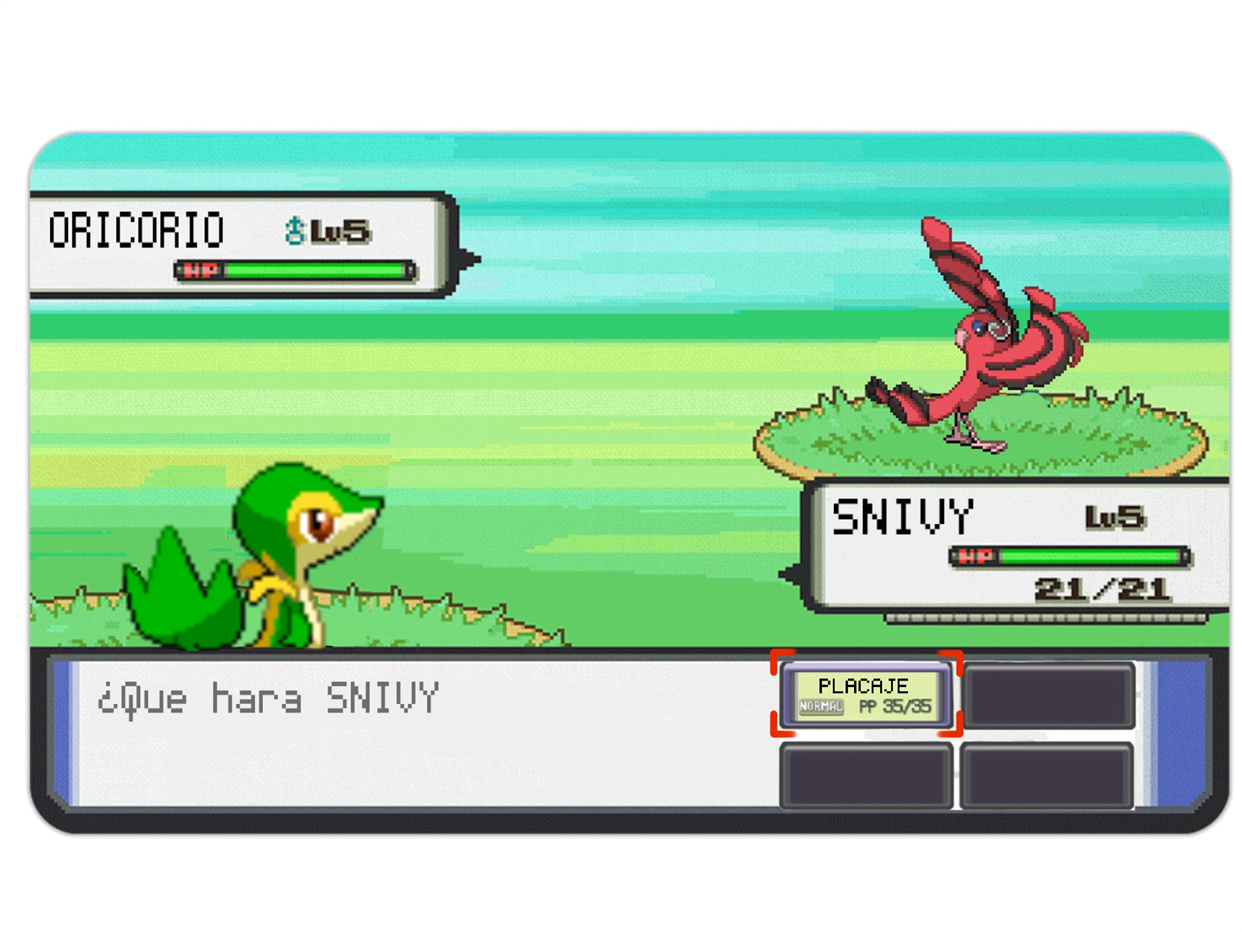 ORICORIO ♂Lv5
HP
SNIVY Lv5
HP
21/21
¿Que hara SNIVY
PLACAJE
NORMAL PP 35/35